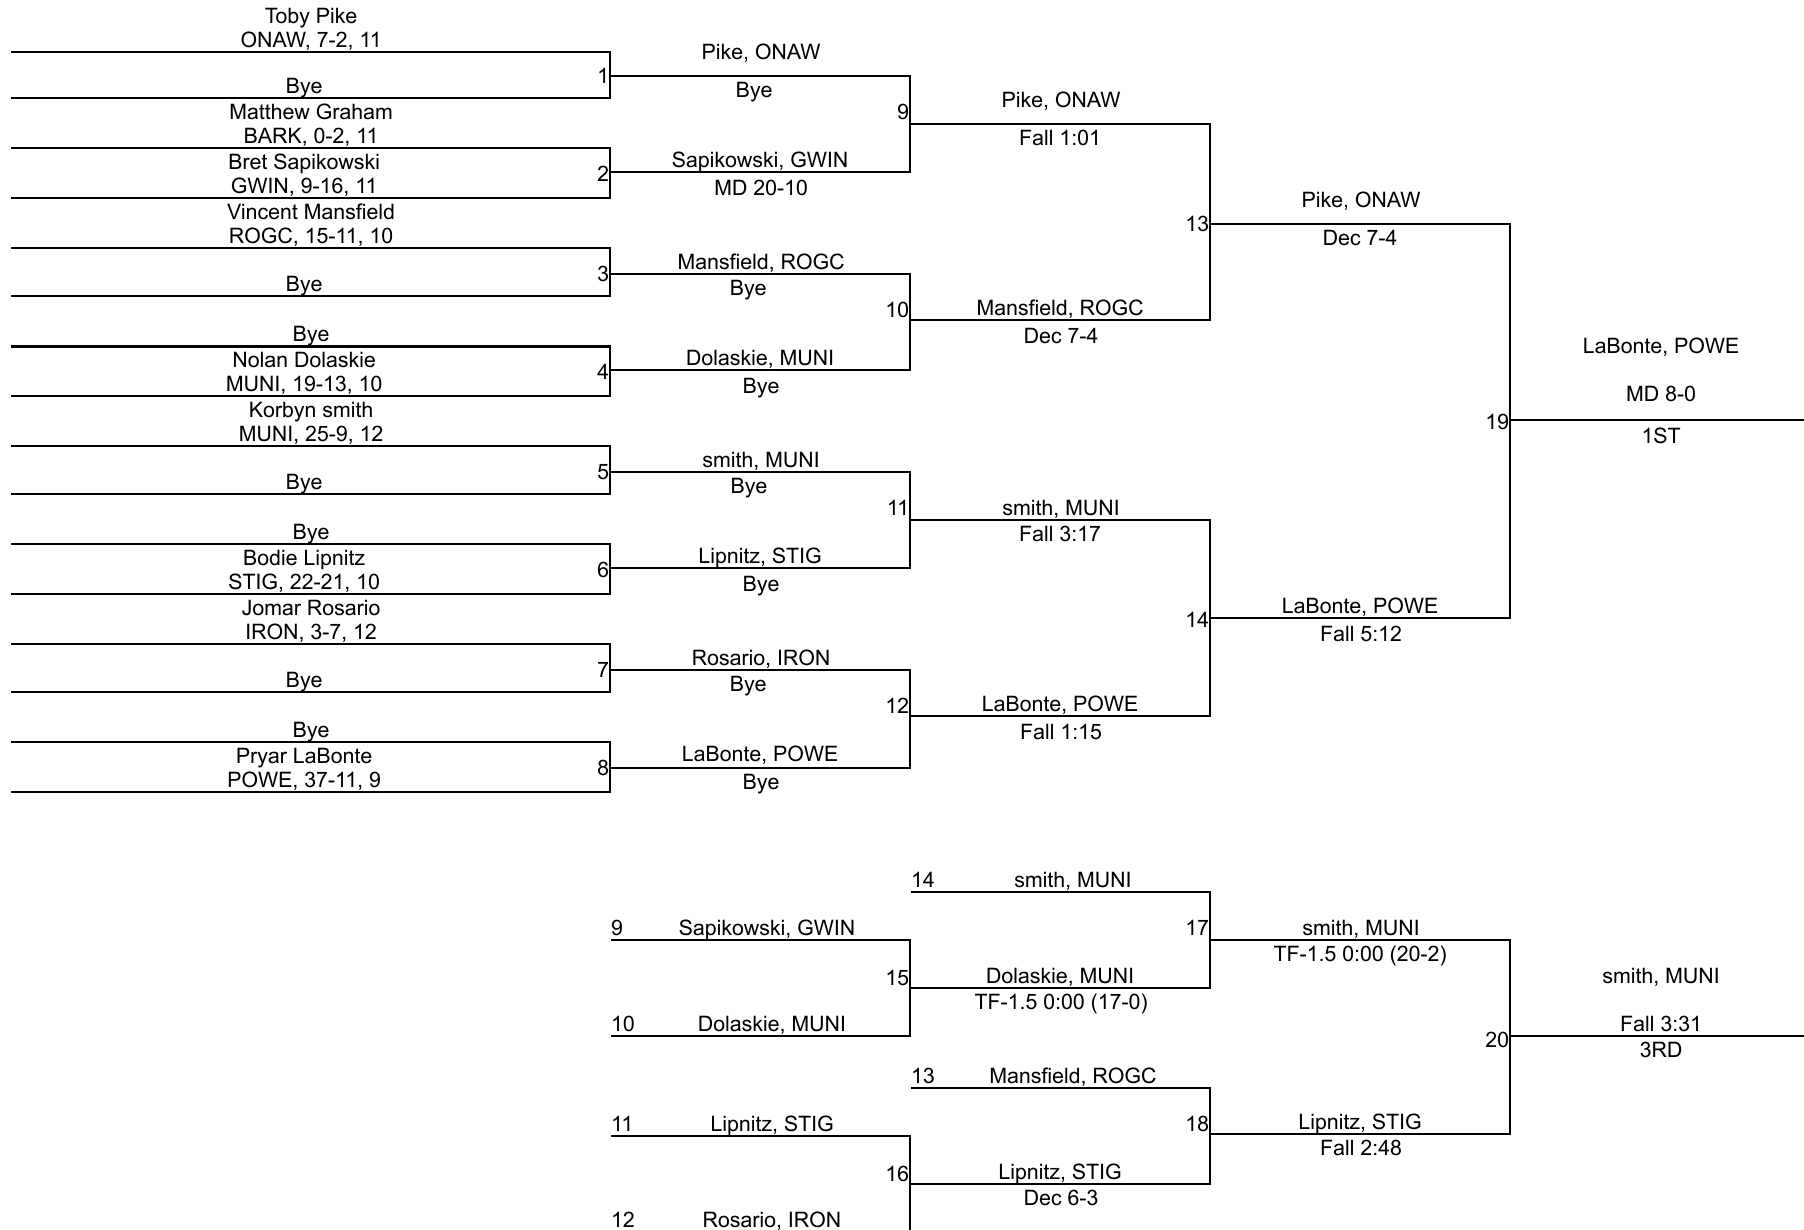 Toby Pike
ONAW, 7-2, 11
Bye
1
Matthew Graham
BARK, 0-2, 11
Bret Sapikowski
GWIN, 9-16, 11
2
Vincent Mansfield
ROGC, 15-11, 10
Bye
3
Bye
Nolan Dolaskie
MUNI, 19-13, 10
4
Korbyn smith
MUNI, 25-9, 12
Bye
5
Bye
Bodie Lipnitz
STIG, 22-21, 10
6
Jomar Rosario
IRON, 3-7, 12
Bye
7
Bye
Pryar LaBonte
POWE, 37-11, 9
8
Pike, ONAW
Bye
9
Sapikowski, GWIN
MD 20-10
Mansfield, ROGC
Bye
10
Dolaskie, MUNI
Bye
smith, MUNI
Bye
11
Lipnitz, STIG
Bye
Rosario, IRON
Bye
12
LaBonte, POWE
Bye
Pike, ONAW
Fall 1:01
13
Mansfield, ROGC
Dec 7-4
smith, MUNI
Fall 3:17
14
LaBonte, POWE
Fall 1:15
Pike, ONAW
Dec 7-4
19
LaBonte, POWE
Fall 5:12
LaBonte, POWE
MD 8-0
1ST
14 smith, MUNI
9 Sapikowski, GWIN
17
15
Dolaskie, MUNI
TF-1.5 0:00 (17-0)
10 Dolaskie, MUNI
smith, MUNI
TF-1.5 0:00 (20-2)
13 Mansfield, ROGC
11 Lipnitz, STIG
18
16
Lipnitz, STIG
Dec 6-3
12 Rosario, IRON
Lipnitz, STIG
Fall 2:48
20
smith, MUNI
Fall 3:31
3RD